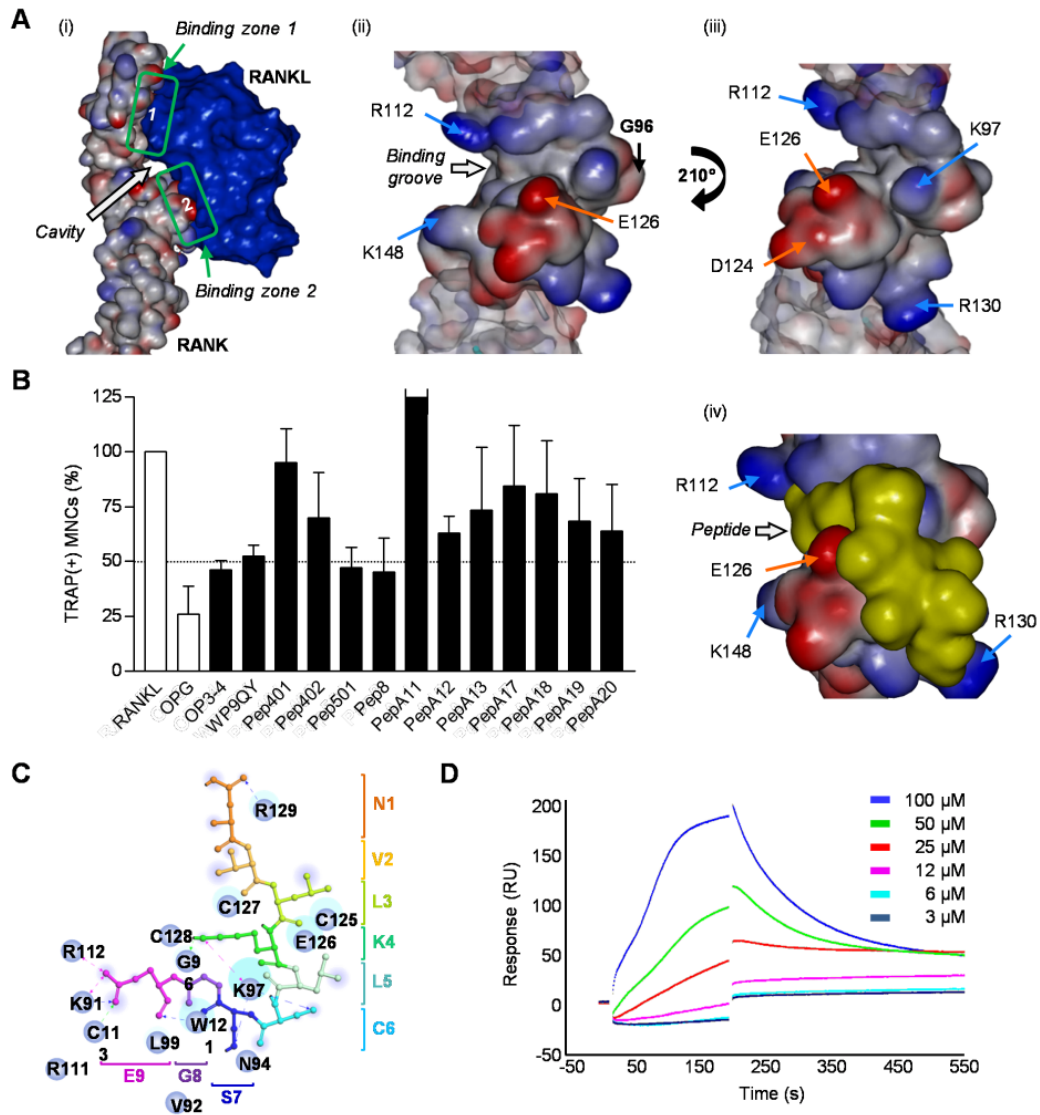 A
(i)
Binding zone 1
RANKL
1
2
Cavity
Binding zone 2
RANK
(ii)
R112
G96
Binding
groove
K148
E126
210°
(iii)
R112
E126
K97
D124
R130
B
TRAP(+) MNCs (%)
125
100
75
50
25
0
RANKL
OPG
OP3-4
WP9QY
Pep401
Pep402
Pep501
Pep8
PepA11
PepA12
PepA13
PepA17
PepA18
PepA19
PepA20
(iv)
R112
Peptide
E126
K148
R130
C
R129
N1
V2
C127
L3
C125
C128
E126
K4
G9
6
R112
K97
L5
K91
C11
3
W12
1
C6
L99
N94
R111
E9
G8
S7
V92
D
Response (RU)
200
150
100
50
0
-50
100 µM
50 µM
25 µM
12 µM
6 µM
3 µM
-50 50 150 250 350 450 550
Time (s)